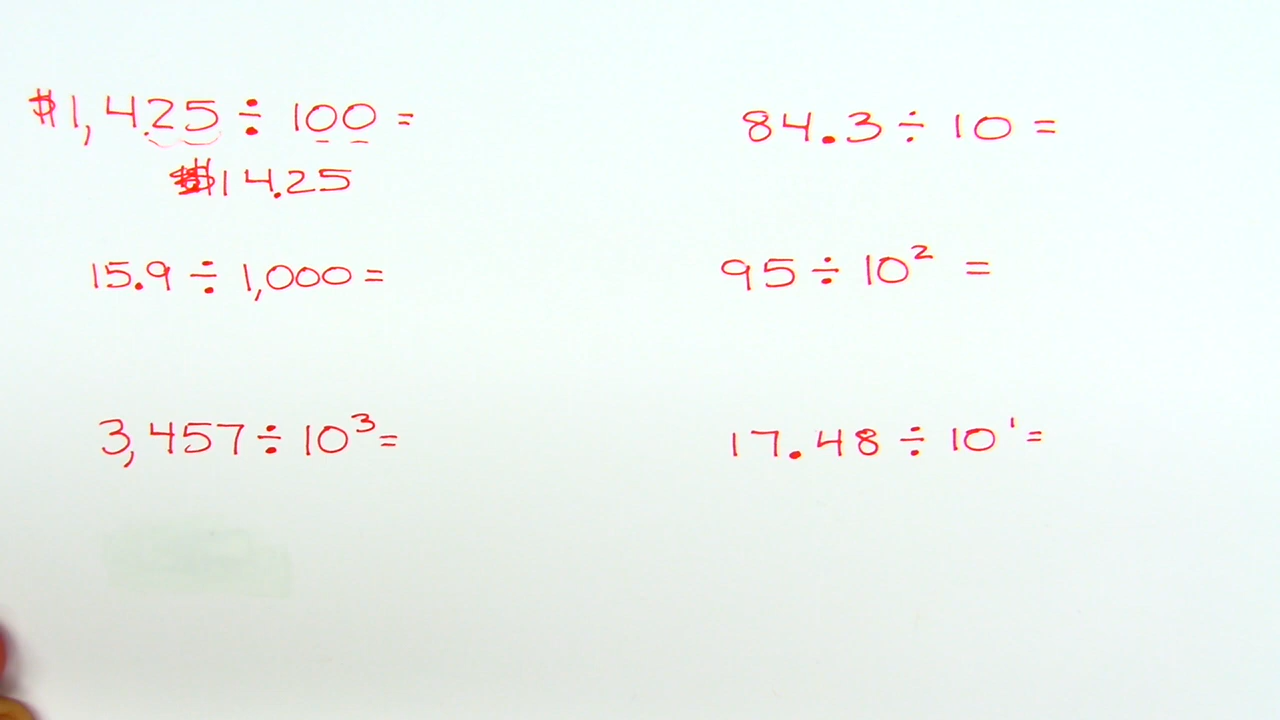 $1,425 ÷ 100 =
$14.25
84.3 ÷ 10 =
15.9 ÷ 1,000 =
95 ÷ 10² =
3,457 ÷ 10³ =
17.48 ÷ 10¹ =